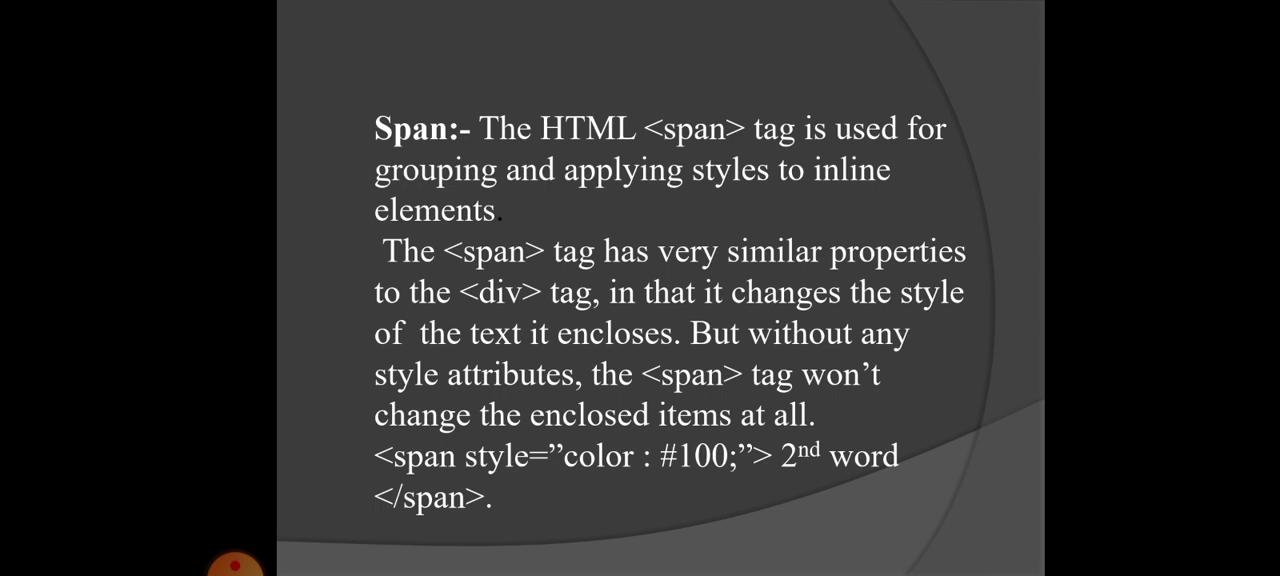 Span:- The HTML <span> tag is used for
grouping and applying styles to inline
elements.
The <span> tag has very similar properties
to the <div> tag, in that it changes the style
of the text it encloses. But without any
style attributes, the <span> tag won’t
change the enclosed items at all.
<span style=”color : #100;”> 2nd word
</span>.